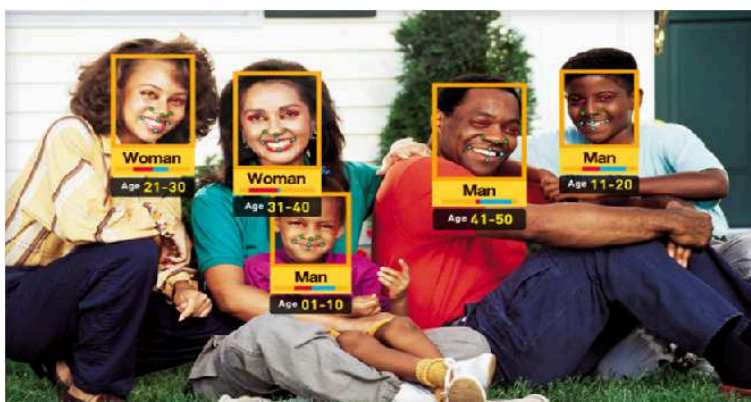 Woman
Age 21-30
Woman
Age 31-40
Man
Age 01-10
Man
Age 41-50
Man
Age 11-20